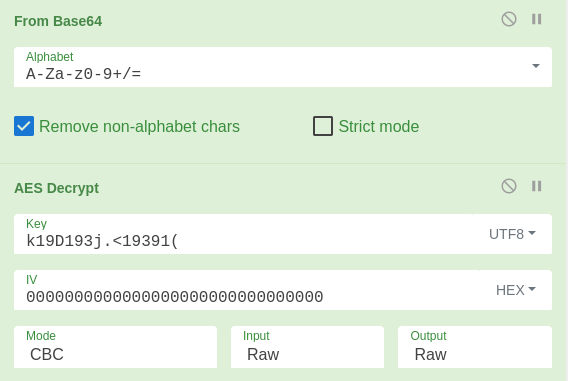 From Base64
Alphabet
A-Za-z0-9+/=
Remove non-alphabet chars
Strict mode
AES Decrypt
Key
k19D193j.<19391(
UTF8
IV
00000000000000000000000000000000
HEX
Mode
Input
Output
CBC
Raw
Raw